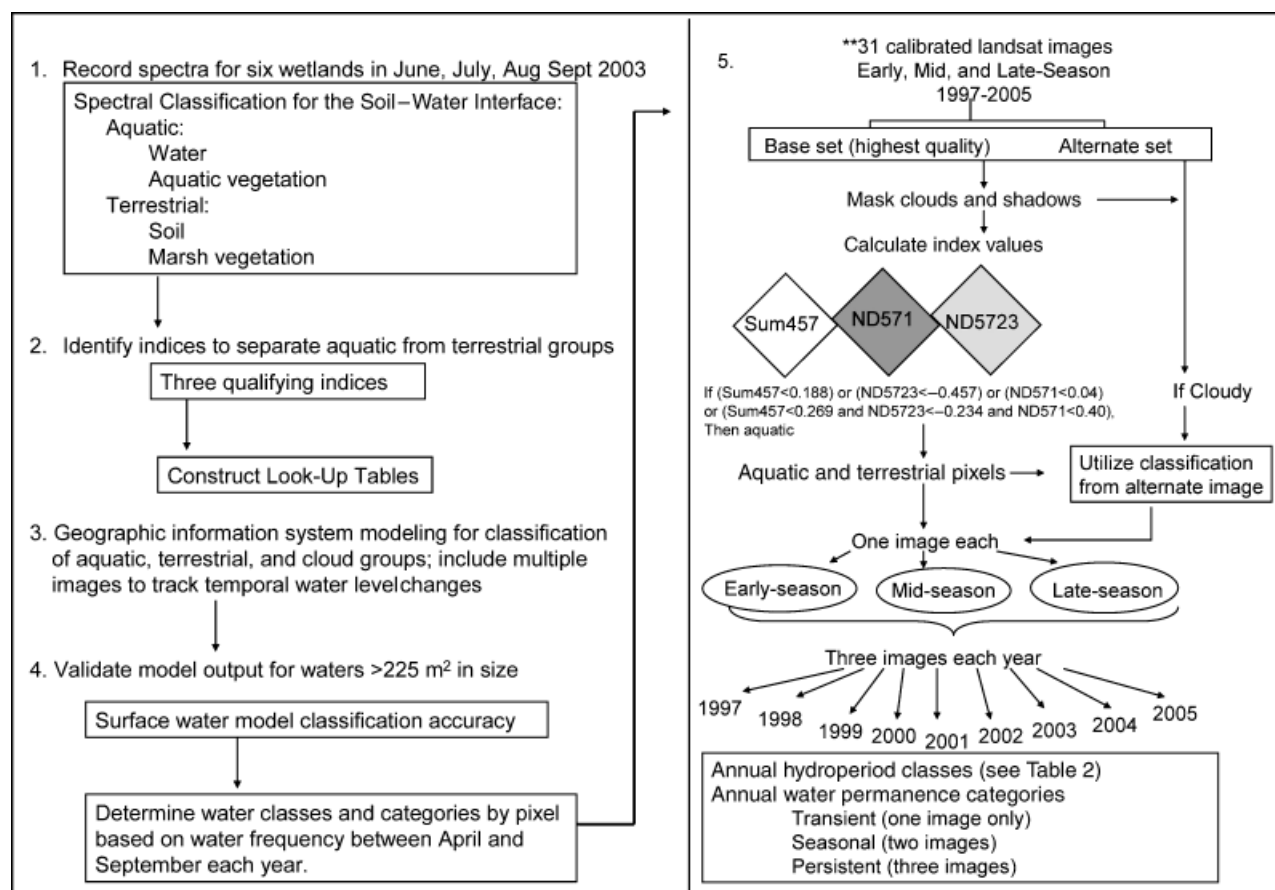 1. Record spectra for six wetlands in June, July, Aug Sept 2003
Spectral Classification for the Soil–Water Interface:
Aquatic:
Water
Aquatic vegetation
Terrestrial:
Soil
Marsh vegetation
2. Identify indices to separate aquatic from terrestrial groups
Three qualifying indices
Construct Look-Up Tables
3. Geographic information system modeling for classification
of aquatic, terrestrial, and cloud groups; include multiple
images to track temporal water levelchanges
4. Validate model output for waters >225 m² in size
Surface water model classification accuracy
Determine water classes and categories by pixel
based on water frequency between April and
September each year.
5.
**31 calibrated landsat images
Early, Mid, and Late-Season
1997-2005
Base set (highest quality) Alternate set
Mask clouds and shadows
Calculate index values
Sum457 ND571 ND5723
If (Sum457<0.188) or (ND5723<–0.457) or (ND571<0.04)
or (Sum457<0.269 and ND5723<–0.234 and ND571<0.40),
Then aquatic
If Cloudy
Aquatic and terrestrial pixels
Utilize classification
from alternate image
One image each
Early-season Mid-season Late-season
Three images each year
1997 1998 1999 2000 2001 2002 2003 2004 2005
Annual hydroperiod classes (see Table 2)
Annual water permanence categories
Transient (one image only)
Seasonal (two images)
Persistent (three images)